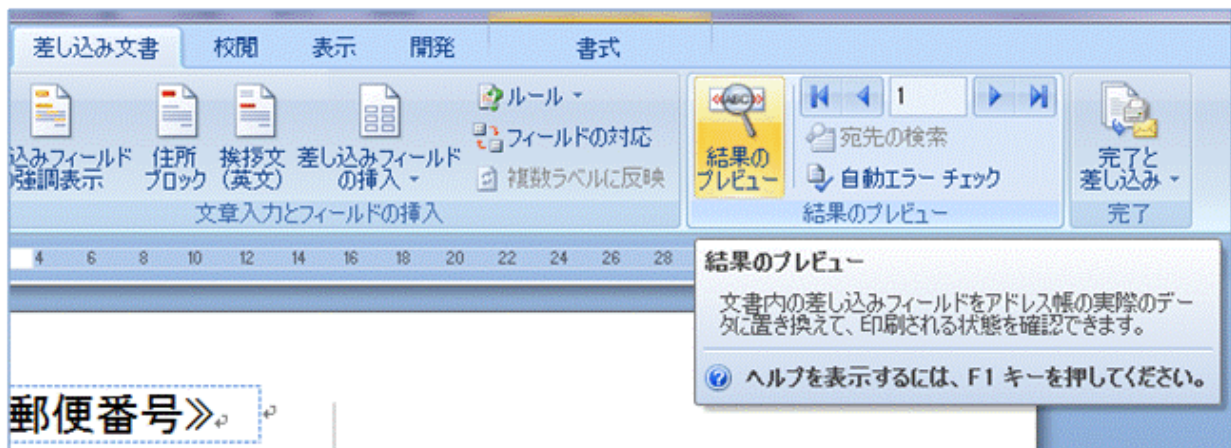 差し込み文書 校閲 表示 開発 書式
ルール
«ABC»
1
フィールドの対応
宛先の検索
込みフィールド 強調表示
住所 ブロック
挨拶文 (英文)
差し込みフィールド の挿入
複数ラベルに反映
結果の プレビュー
自動エラー チェック
完了と 差し込み
文章入力とフィールドの挿入 結果のプレビュー 完了
4 6 8 10 12 14 16 18 20 22 24 26 28
結果のプレビュー
文書内の差し込みフィールドをアドレス帳の実際のデー
タに置き換えて、印刷される状態を確認できます。
ヘルプを表示するには、F1 キーを押してください。
郵便番号»